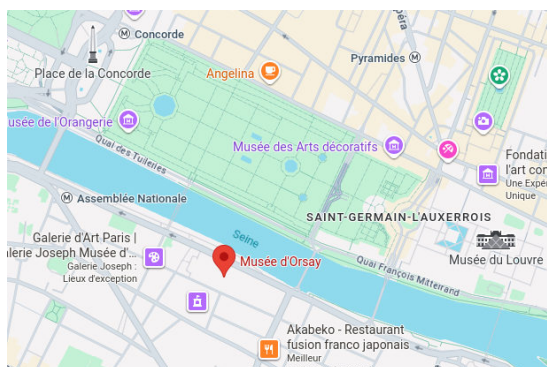 Concorde
Place de la Concorde
Angelina
Pyramides
usée de l'Orangerie
Quai des Tuileries
Musée des Arts décoratifs
Fondati
l'art con
Une Expér
Unique
Assemblée Nationale
SAINT-GERMAIN-L'AUXERROIS
Galerie d'Art Paris |
alerie Joseph Musée d'...
Galerie Joseph :
Lieux d'exception
Seine
Musée d'Orsay
Quai François Mitterrand
Musée du Louvre
Akabeko - Restaurant
fusion franco japonais
Meilleur